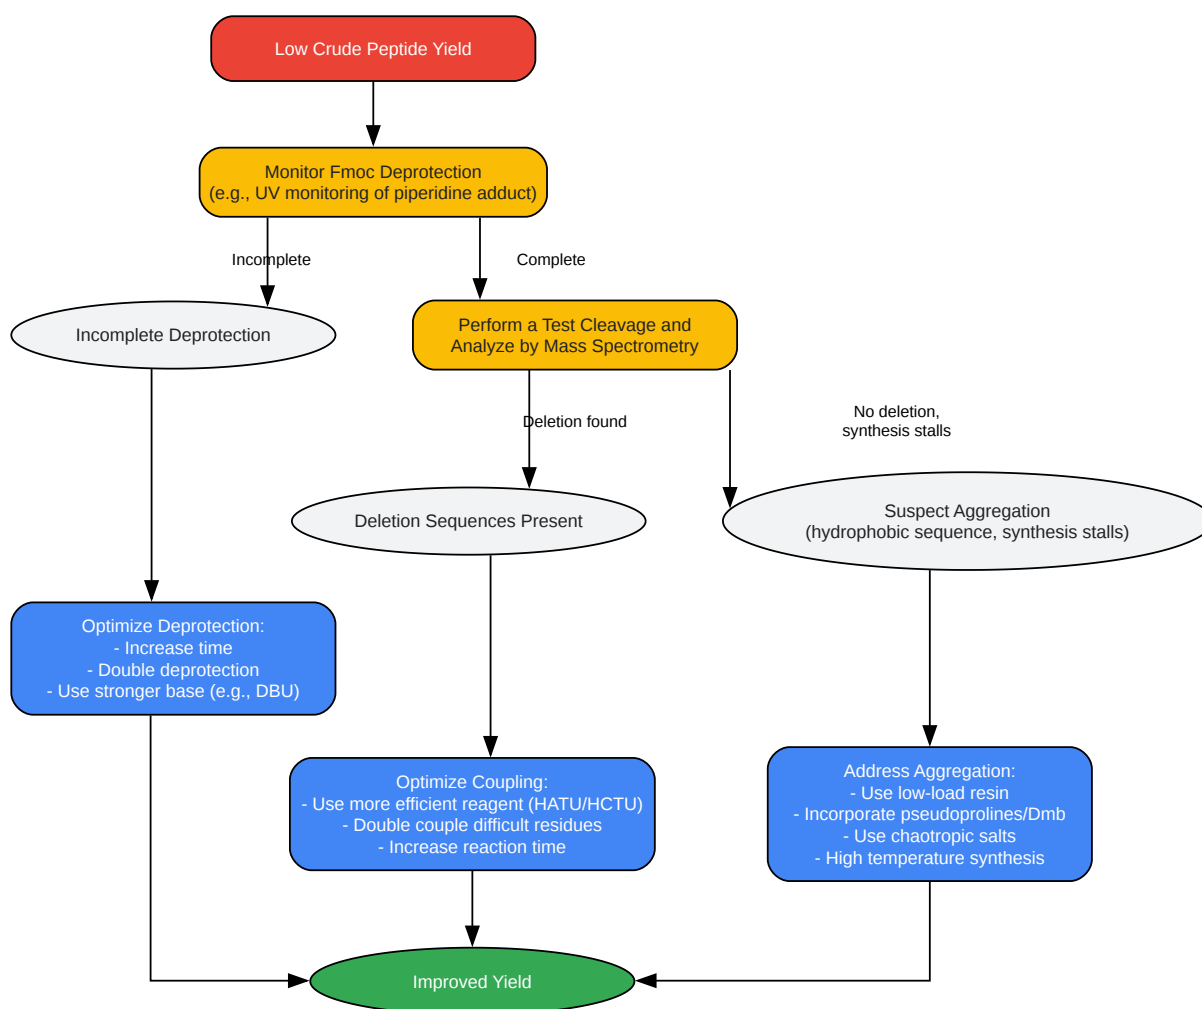 Low Crude Peptide Yield
Monitor Fmoc Deprotection
(e.g., UV monitoring of piperidine adduct)
Incomplete
Complete
Incomplete Deprotection
Perform a Test Cleavage and
Analyze by Mass Spectrometry
Deletion found
No deletion,
synthesis stalls
Deletion Sequences Present
Suspect Aggregation
(hydrophobic sequence, synthesis stalls)
Optimize Deprotection:
- Increase time
- Double deprotection
- Use stronger base (e.g., DBU)
Optimize Coupling:
- Use more efficient reagent (HATU/HCTU)
- Double couple difficult residues
- Increase reaction time
Address Aggregation:
- Use low-load resin
- Incorporate pseudoprolines/Dmb
- Use chaotropic salts
- High temperature synthesis
Improved Yield